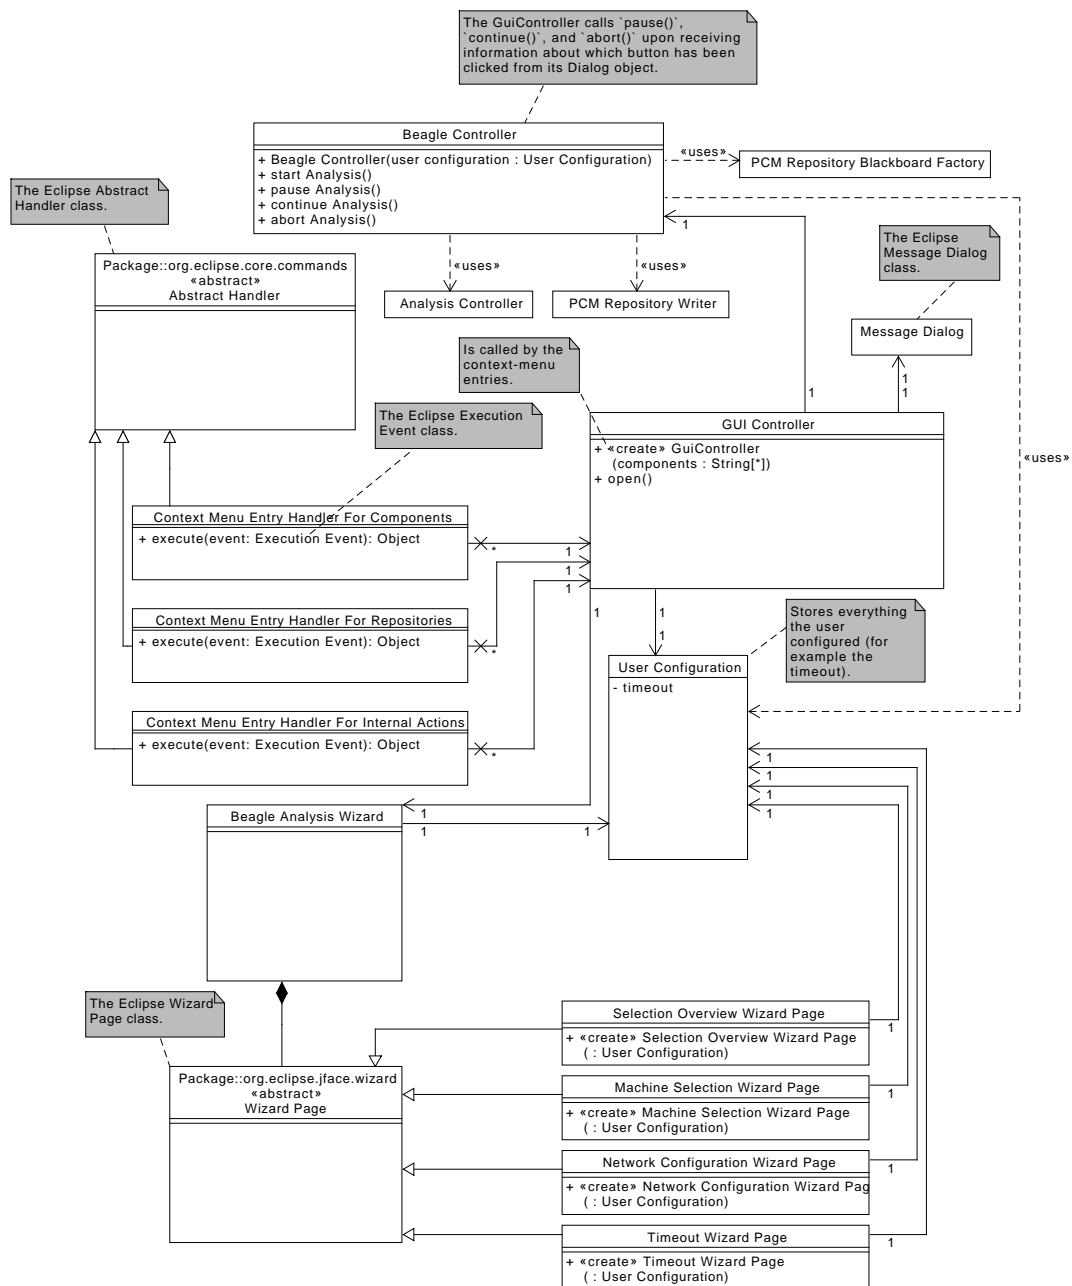 The GuiController calls `pause()`,
`continue()`, and `abort()` upon receiving
information about which button has been
clicked from its Dialog object.
Beagle Controller
+ Beagle Controller(user configuration : User Configuration)
+ start Analysis()
+ pause Analysis()
+ continue Analysis()
+ abort Analysis()
«uses»
PCM Repository Blackboard Factory
The Eclipse Abstract
Handler class.
1
The Eclipse
Message Dialog
class.
Package::org.eclipse.core.commands
«abstract»
Abstract Handler
«uses»
«uses»
Analysis Controller
PCM Repository Writer
Message Dialog
Is called by the
context-menu
entries.
1
1
1
The Eclipse Execution
Event class.
GUI Controller
+ «create» GuiController
(components : String[*])
+ open()
«uses»
Context Menu Entry Handler For Components
+ execute(event: Execution Event): Object
*
1
1
1
Context Menu Entry Handler For Repositories
+ execute(event: Execution Event): Object
*
1
1
1
Stores everything
the user
configured (for
example the
timeout).
User Configuration
- timeout
Context Menu Entry Handler For Internal Actions
+ execute(event: Execution Event): Object
*
1
1
1
1
Beagle Analysis Wizard
1
1
1
The Eclipse Wizard
Page class.
Package::org.eclipse.jface.wizard
«abstract»
Wizard Page
Selection Overview Wizard Page
+ «create» Selection Overview Wizard Page
( : User Configuration)
1
Machine Selection Wizard Page
+ «create» Machine Selection Wizard Page
( : User Configuration)
1
Network Configuration Wizard Page
+ «create» Network Configuration Wizard Pag
( : User Configuration)
1
Timeout Wizard Page
+ «create» Timeout Wizard Page
( : User Configuration)
1